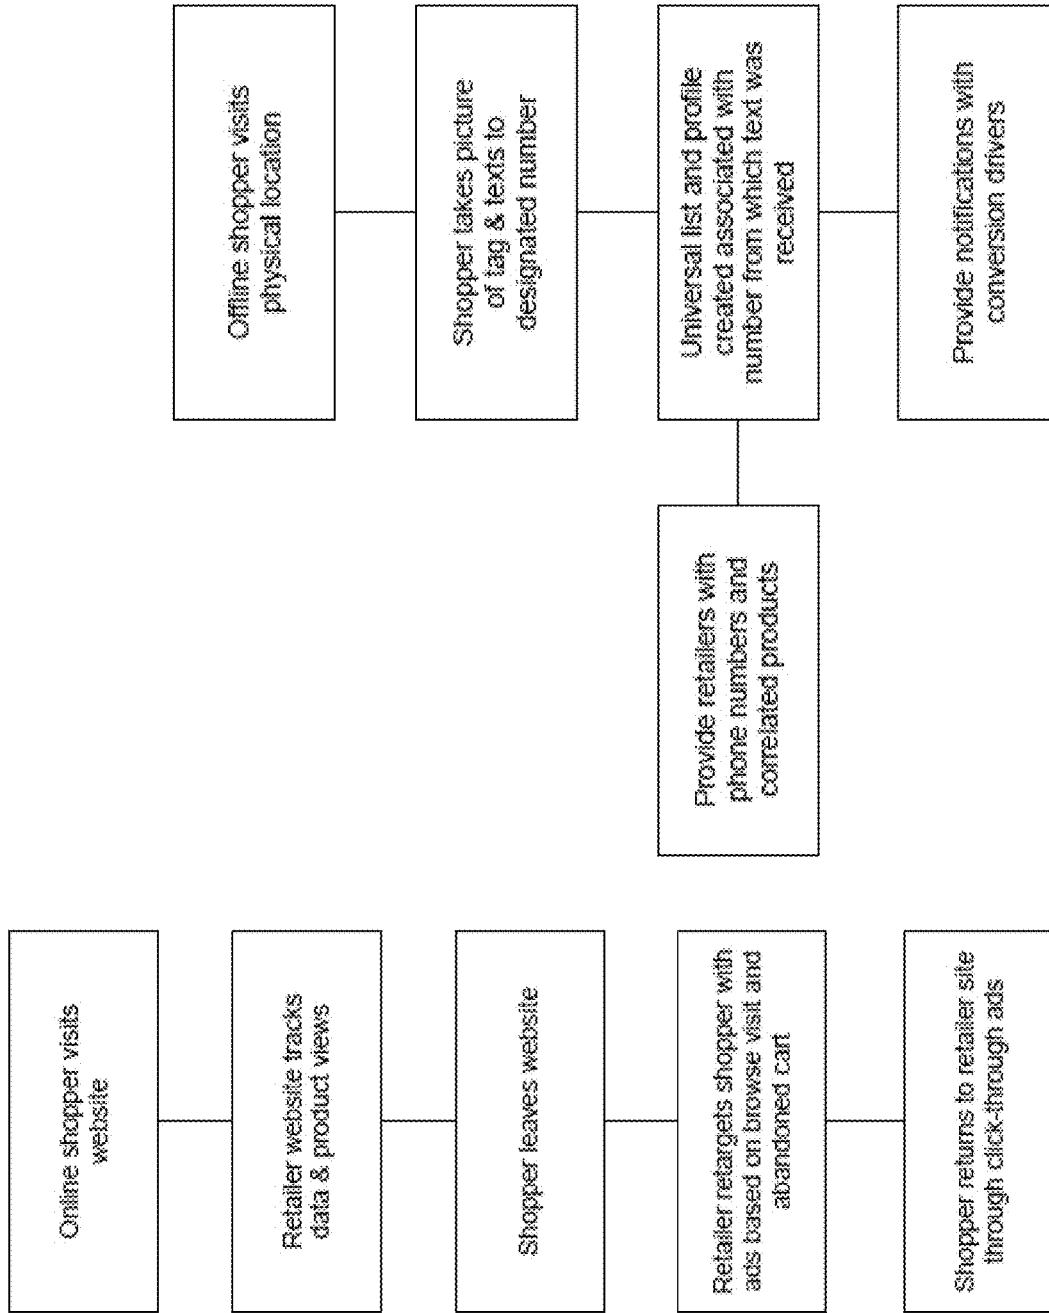 Online shopper visits
website
Retailer website tracks
data & product views
Shopper leaves website
Retailer retargets shopper with
ads based on browse visit and
abandoned cart
Shopper returns to retailer site
through click-through ads
Offline shopper visits
physical location
Shopper takes picture
of tag & texts to
designated number
Universal list and profile
created associated with
number from which text was
received
Provide retailers with
phone numbers and
correlated products
Provide notifications with
conversion drivers